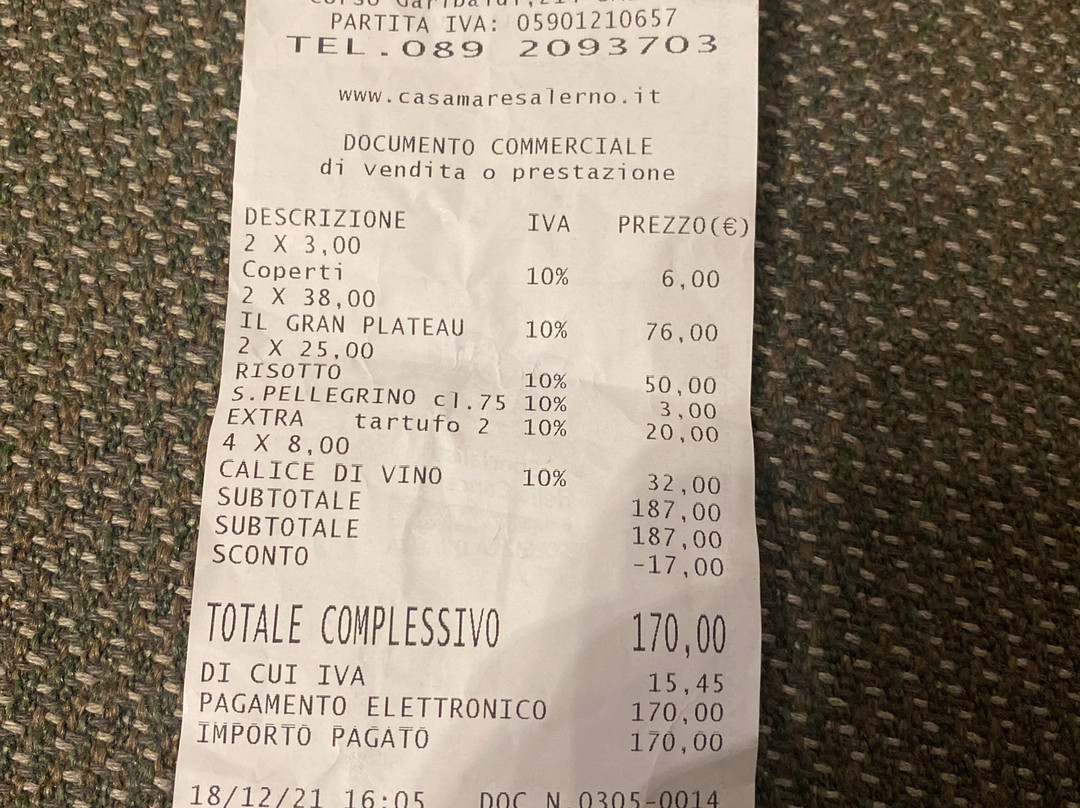 PARTITA IVA: 05901210657
TEL.089 2093703
www.casamaresalerno.it
DOCUMENTO COMMERCIALE
di vendita o prestazione
DESCRIZIONE IVA PREZZO(€)
2 X 3,00
Coperti 10% 6,00
2 X 38,00
IL GRAN PLATEAU 10% 76,00
2 X 25,00
RISOTTO 10% 50,00
S.PELLEGRINO cl.75 10% 3,00
EXTRA tartufo 2 10% 20,00
4 X 8,00
CALICE DI VINO 10% 32,00
SUBTOTALE 187,00
SUBTOTALE 187,00
SCONTO -17,00
TOTALE COMPLESSIVO 170,00
DI CUI IVA 15,45
PAGAMENTO ELETTRONICO 170,00
IMPORTO PAGATO 170,00
18/12/21 16:05 DOC N 0305-0014